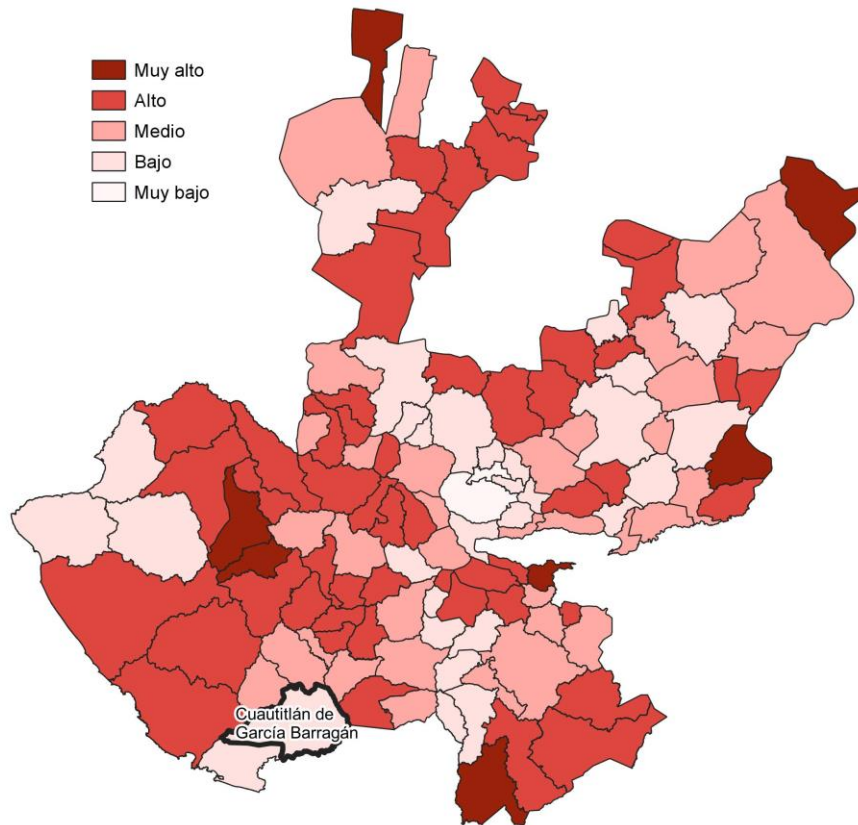 Muy alto
Alto
Medio
Bajo
Muy bajo
Cuautitlán de
García Barragán